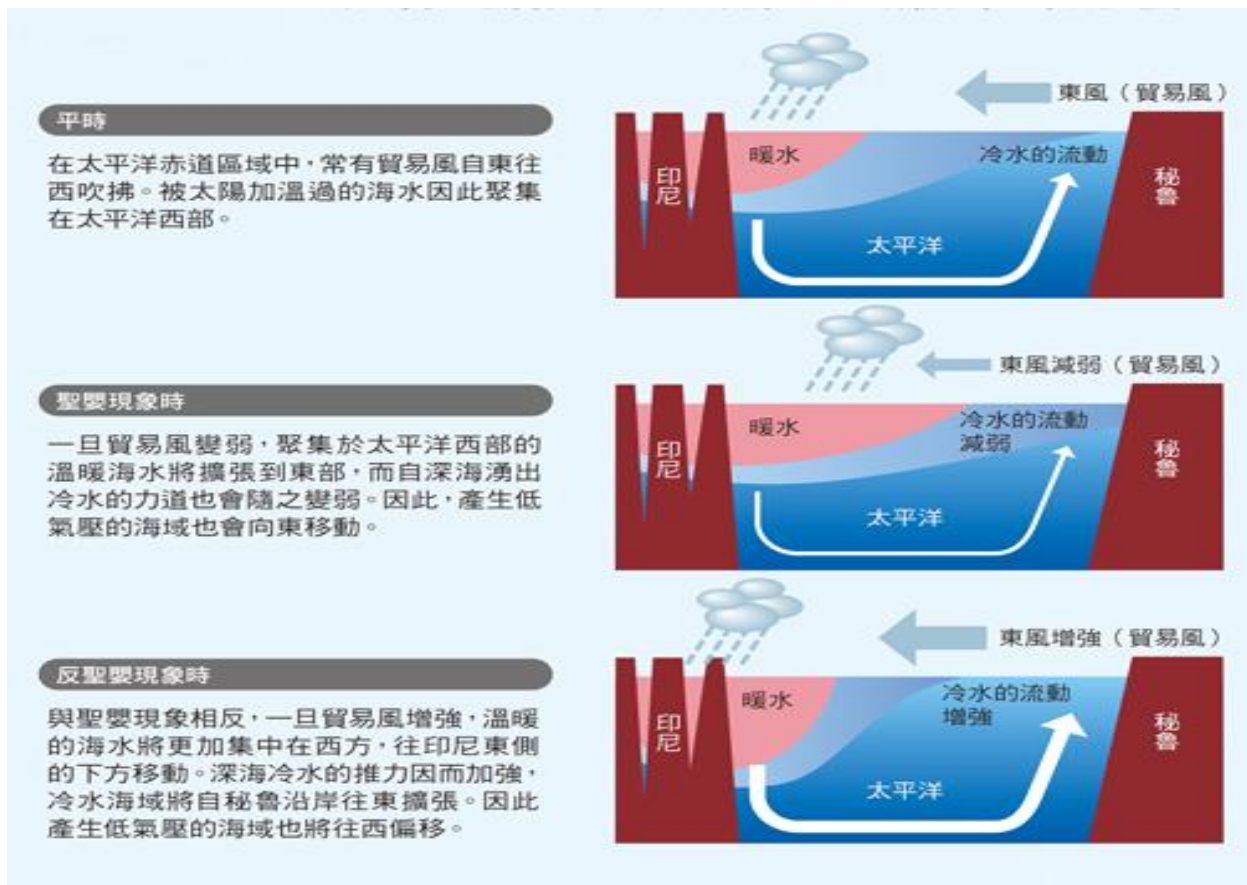 平時
在太平洋赤道區域中，常有貿易風自東往
西吹拂。被太陽加溫過的海水因此聚集
在太平洋西部。
東風（貿易風）
暖水
冷水的流動
印尼
秘魯
太平洋
聖嬰現象時
一旦貿易風變弱，聚集於太平洋西部的
溫暖海水將擴張到東部，而自深海湧出
冷水的力道也會隨之變弱。因此，產生低
氣壓的海域也會向東移動。
東風減弱（貿易風）
暖水
冷水的流動
減弱
印尼
秘魯
太平洋
反聖嬰現象時
與聖嬰現象相反，一旦貿易風增強，溫暖
的海水將更加集中在西方，往印尼東側
的下方移動。深海冷水的推力因而加強，
冷水海域將自秘魯沿岸往東擴張。因此
產生低氣壓的海域也將往西偏移。
東風增強（貿易風）
暖水
冷水的流動
增強
印尼
秘魯
太平洋